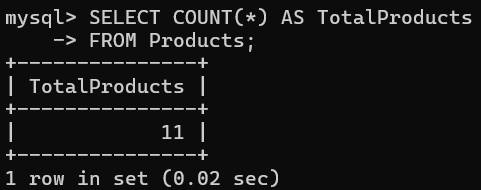 mysql> SELECT COUNT(*) AS TotalProducts
    -> FROM Products;
+---------------+
| TotalProducts |
+---------------+
|            11 |
+---------------+
1 row in set (0.02 sec)